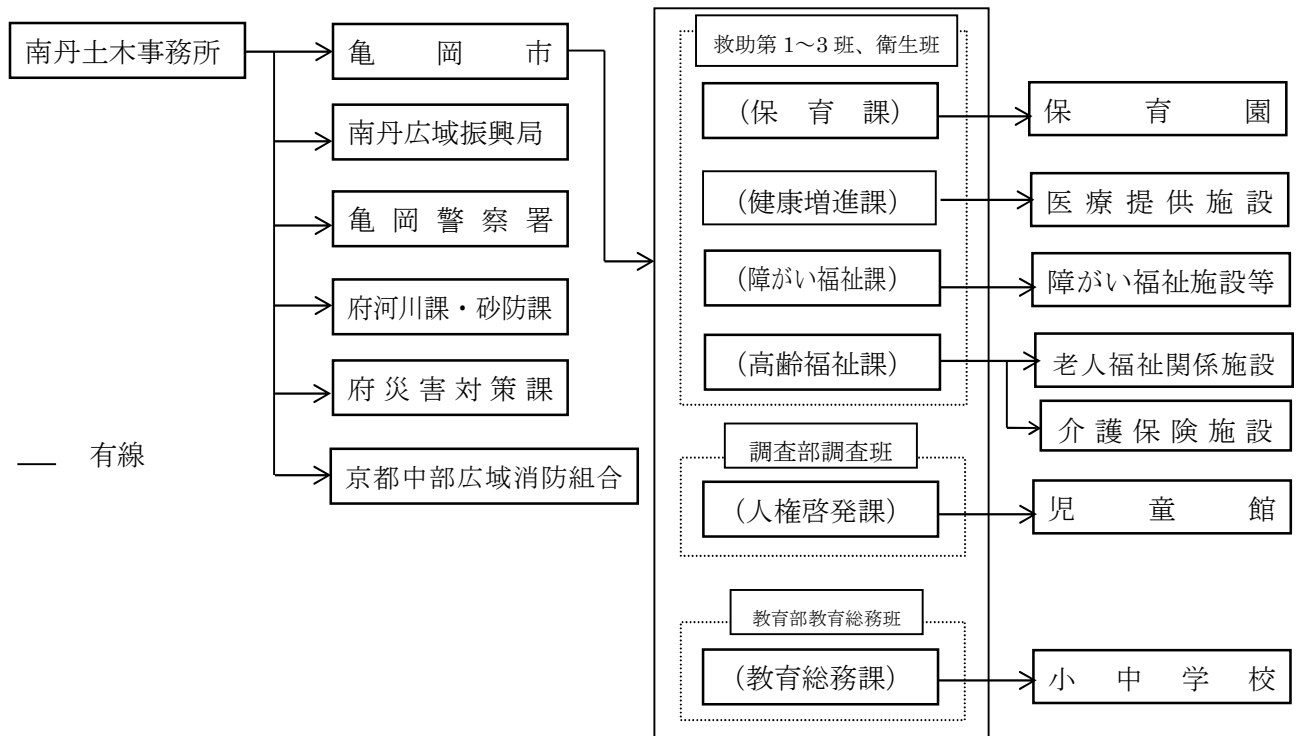 南丹土木事務所
亀岡市
南丹広域振興局
亀岡警察署
府河川課・砂防課
府災害対策課
京都中部広域消防組合
有線
救助第1～3班、衛生班
(保育課)
保育園
(健康増進課)
医療提供施設
(障がい福祉課)
障がい福祉施設等
(高齢福祉課)
老人福祉関係施設
介護保険施設
調査部調査班
(人権啓発課)
児童館
教育部教育総務班
(教育総務課)
小中学校